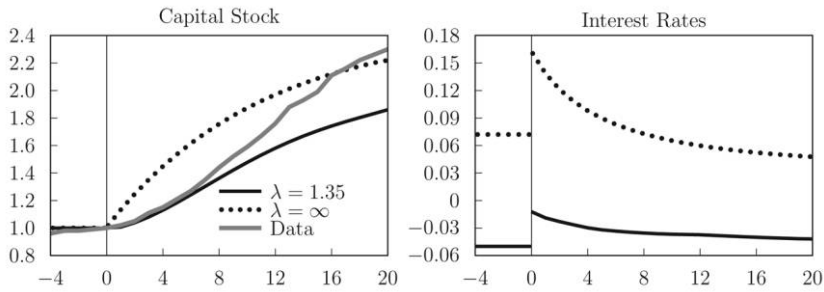 Capital Stock
2.4
2.2
2.0
1.8
1.6
1.4
1.2
1.0
0.8
λ = 1.35
λ = ∞
Data
−4 0 4 8 12 16 20
Interest Rates
0.18
0.15
0.12
0.09
0.06
0.03
0
−0.03
−0.06
−4 0 4 8 12 16 20